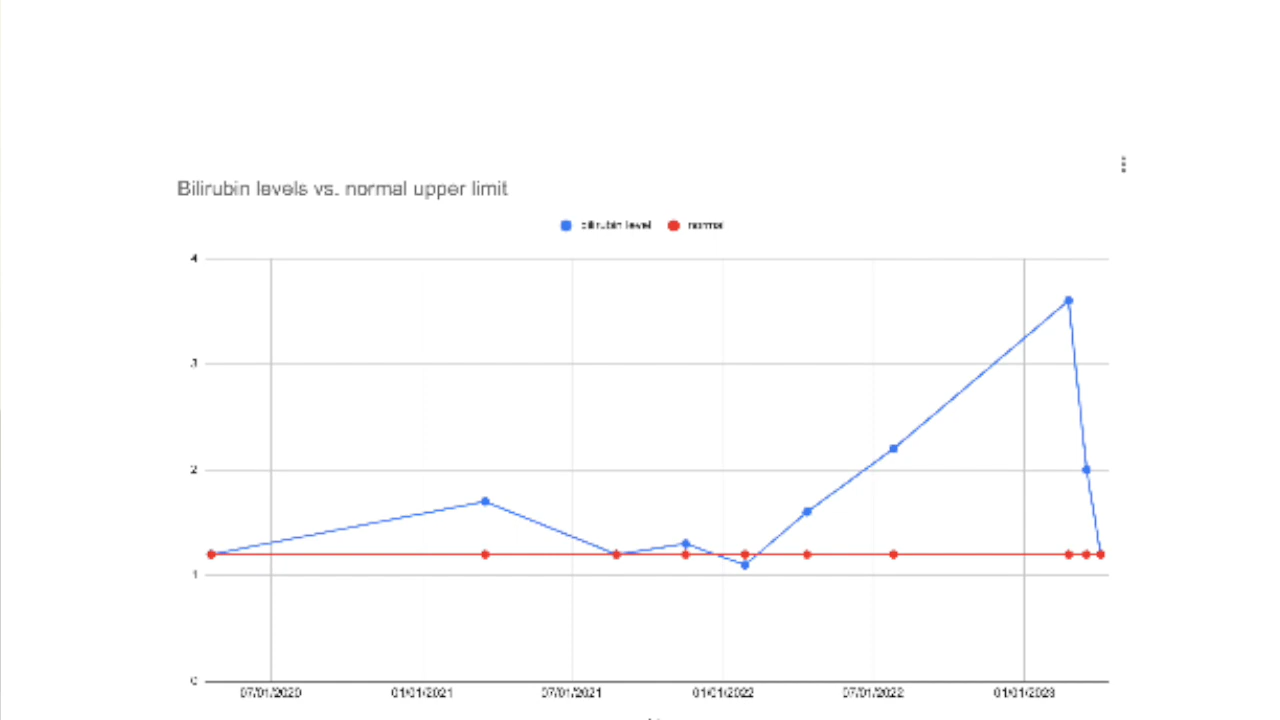 Bilirubin levels vs. normal upper limit
bilirubin level normal
4
3
2
1
0
07/01/2020 01/01/2021 07/01/2021 01/01/2022 07/01/2022 01/01/2023